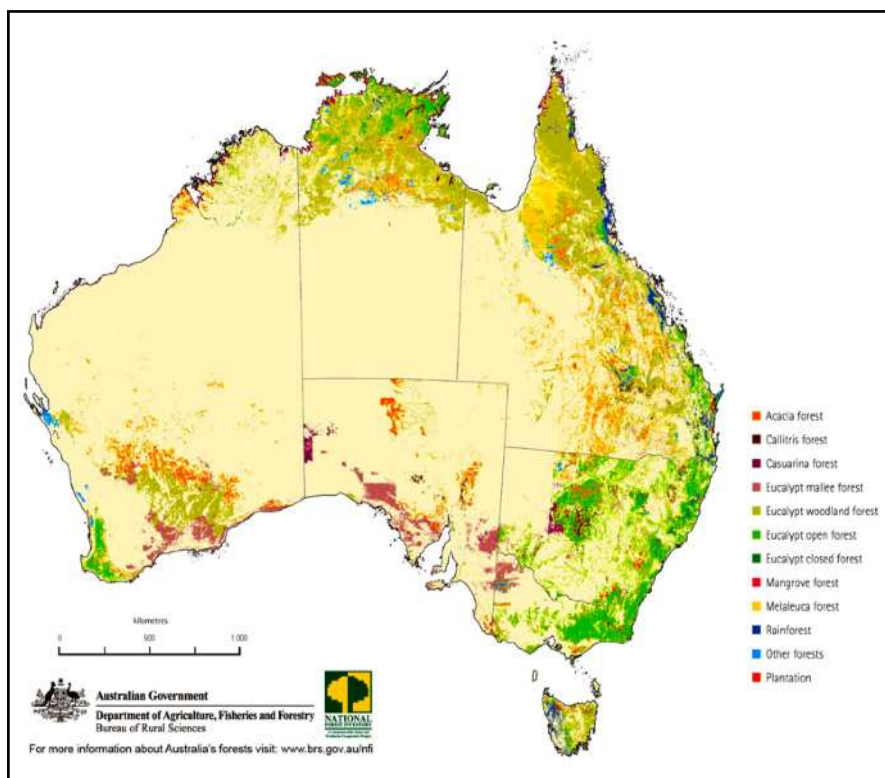 Acacia forest
Callitris forest
Casuarina forest
Eucalypt mallee forest
Eucalypt woodland forest
Eucalypt open forest
Eucalypt closed forest
Mangrove forest
Melaleuca forest
Rainforest
Other forests
Plantation
kilometres
0 500 1 000
Australian Government
Department of Agriculture, Fisheries and Forestry
Bureau of Rural Sciences
NATIONAL
FOREST INVENTORY
For more information about Australia's forests visit: www.brs.gov.au/nfi